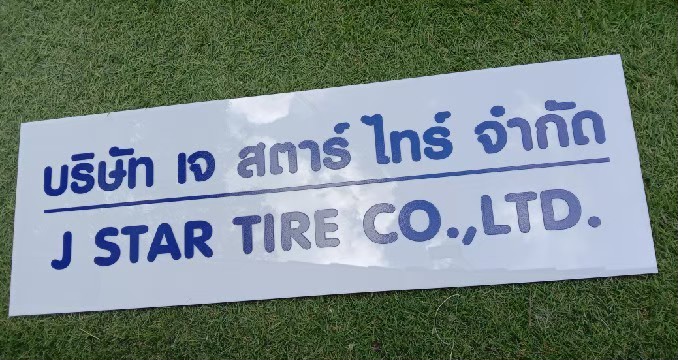 บริษัท เจ สตาร์ ไทร์ จำกัด
J STAR TIRE CO.,LTD.